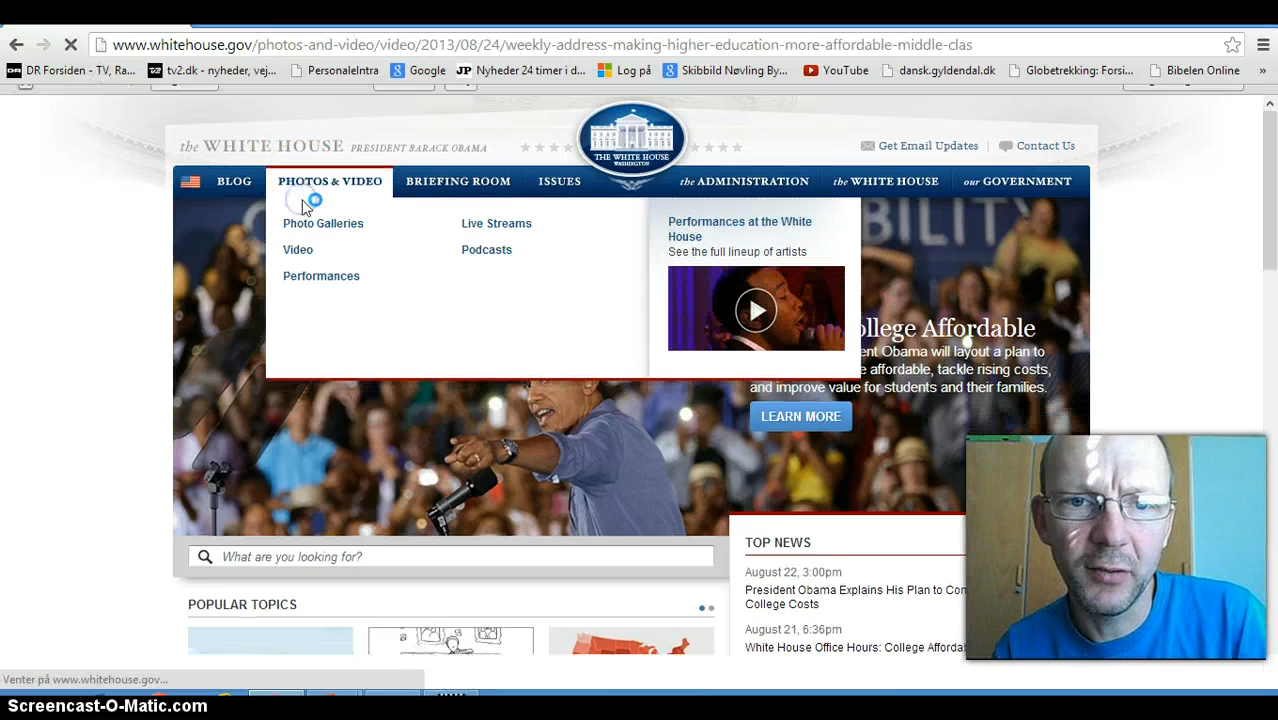 www.whitehouse.gov/photos-and-video/video/2013/08/24/weekly-address-making-higher-education-more-affordable-middle-clas
DR Forsiden - TV, Ra... tv2.dk - nyheder, vej... PersonaleIntra Google JP Nyheder 24 timer i d... Log på Skibbild Nøvling By... YouTube dansk.gyldendal.dk Globetrekking: Forsi... Bibelen Online »
the WHITE HOUSE PRESIDENT BARACK OBAMA
THE WHITE HOUSE
WASHINGTON
Get Email Updates Contact Us
BLOG PHOTOS & VIDEO BRIEFING ROOM ISSUES the ADMINISTRATION the WHITE HOUSE our GOVERNMENT
Photo Galleries Live Streams
Video Podcasts
Performances
Performances at the White
House
See the full lineup of artists
BILITY
ollege Affordable
ent Obama will layout a plan to
e affordable, tackle rising costs,
and improve value for students and their families.
LEARN MORE
What are you looking for?
POPULAR TOPICS
TOP NEWS
August 22, 3:00pm
President Obama Explains His Plan to Con
College Costs
August 21, 6:36pm
White House Office Hours: College Afforda
Venter på www.whitehouse.gov...
Screencast-O-Matic.com